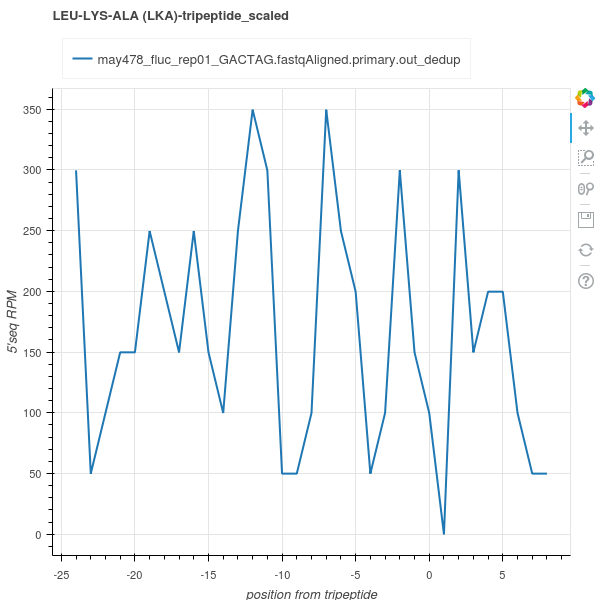 LEU-LYS-ALA (LKA)-tripeptide_scaled
may478_fluc_rep01_GACTAG.fastqAligned.primary.out_dedup
350
300
250
200
150
100
50
0
5'seq RPM
-25 -20 -15 -10 -5 0 5
position from tripeptide